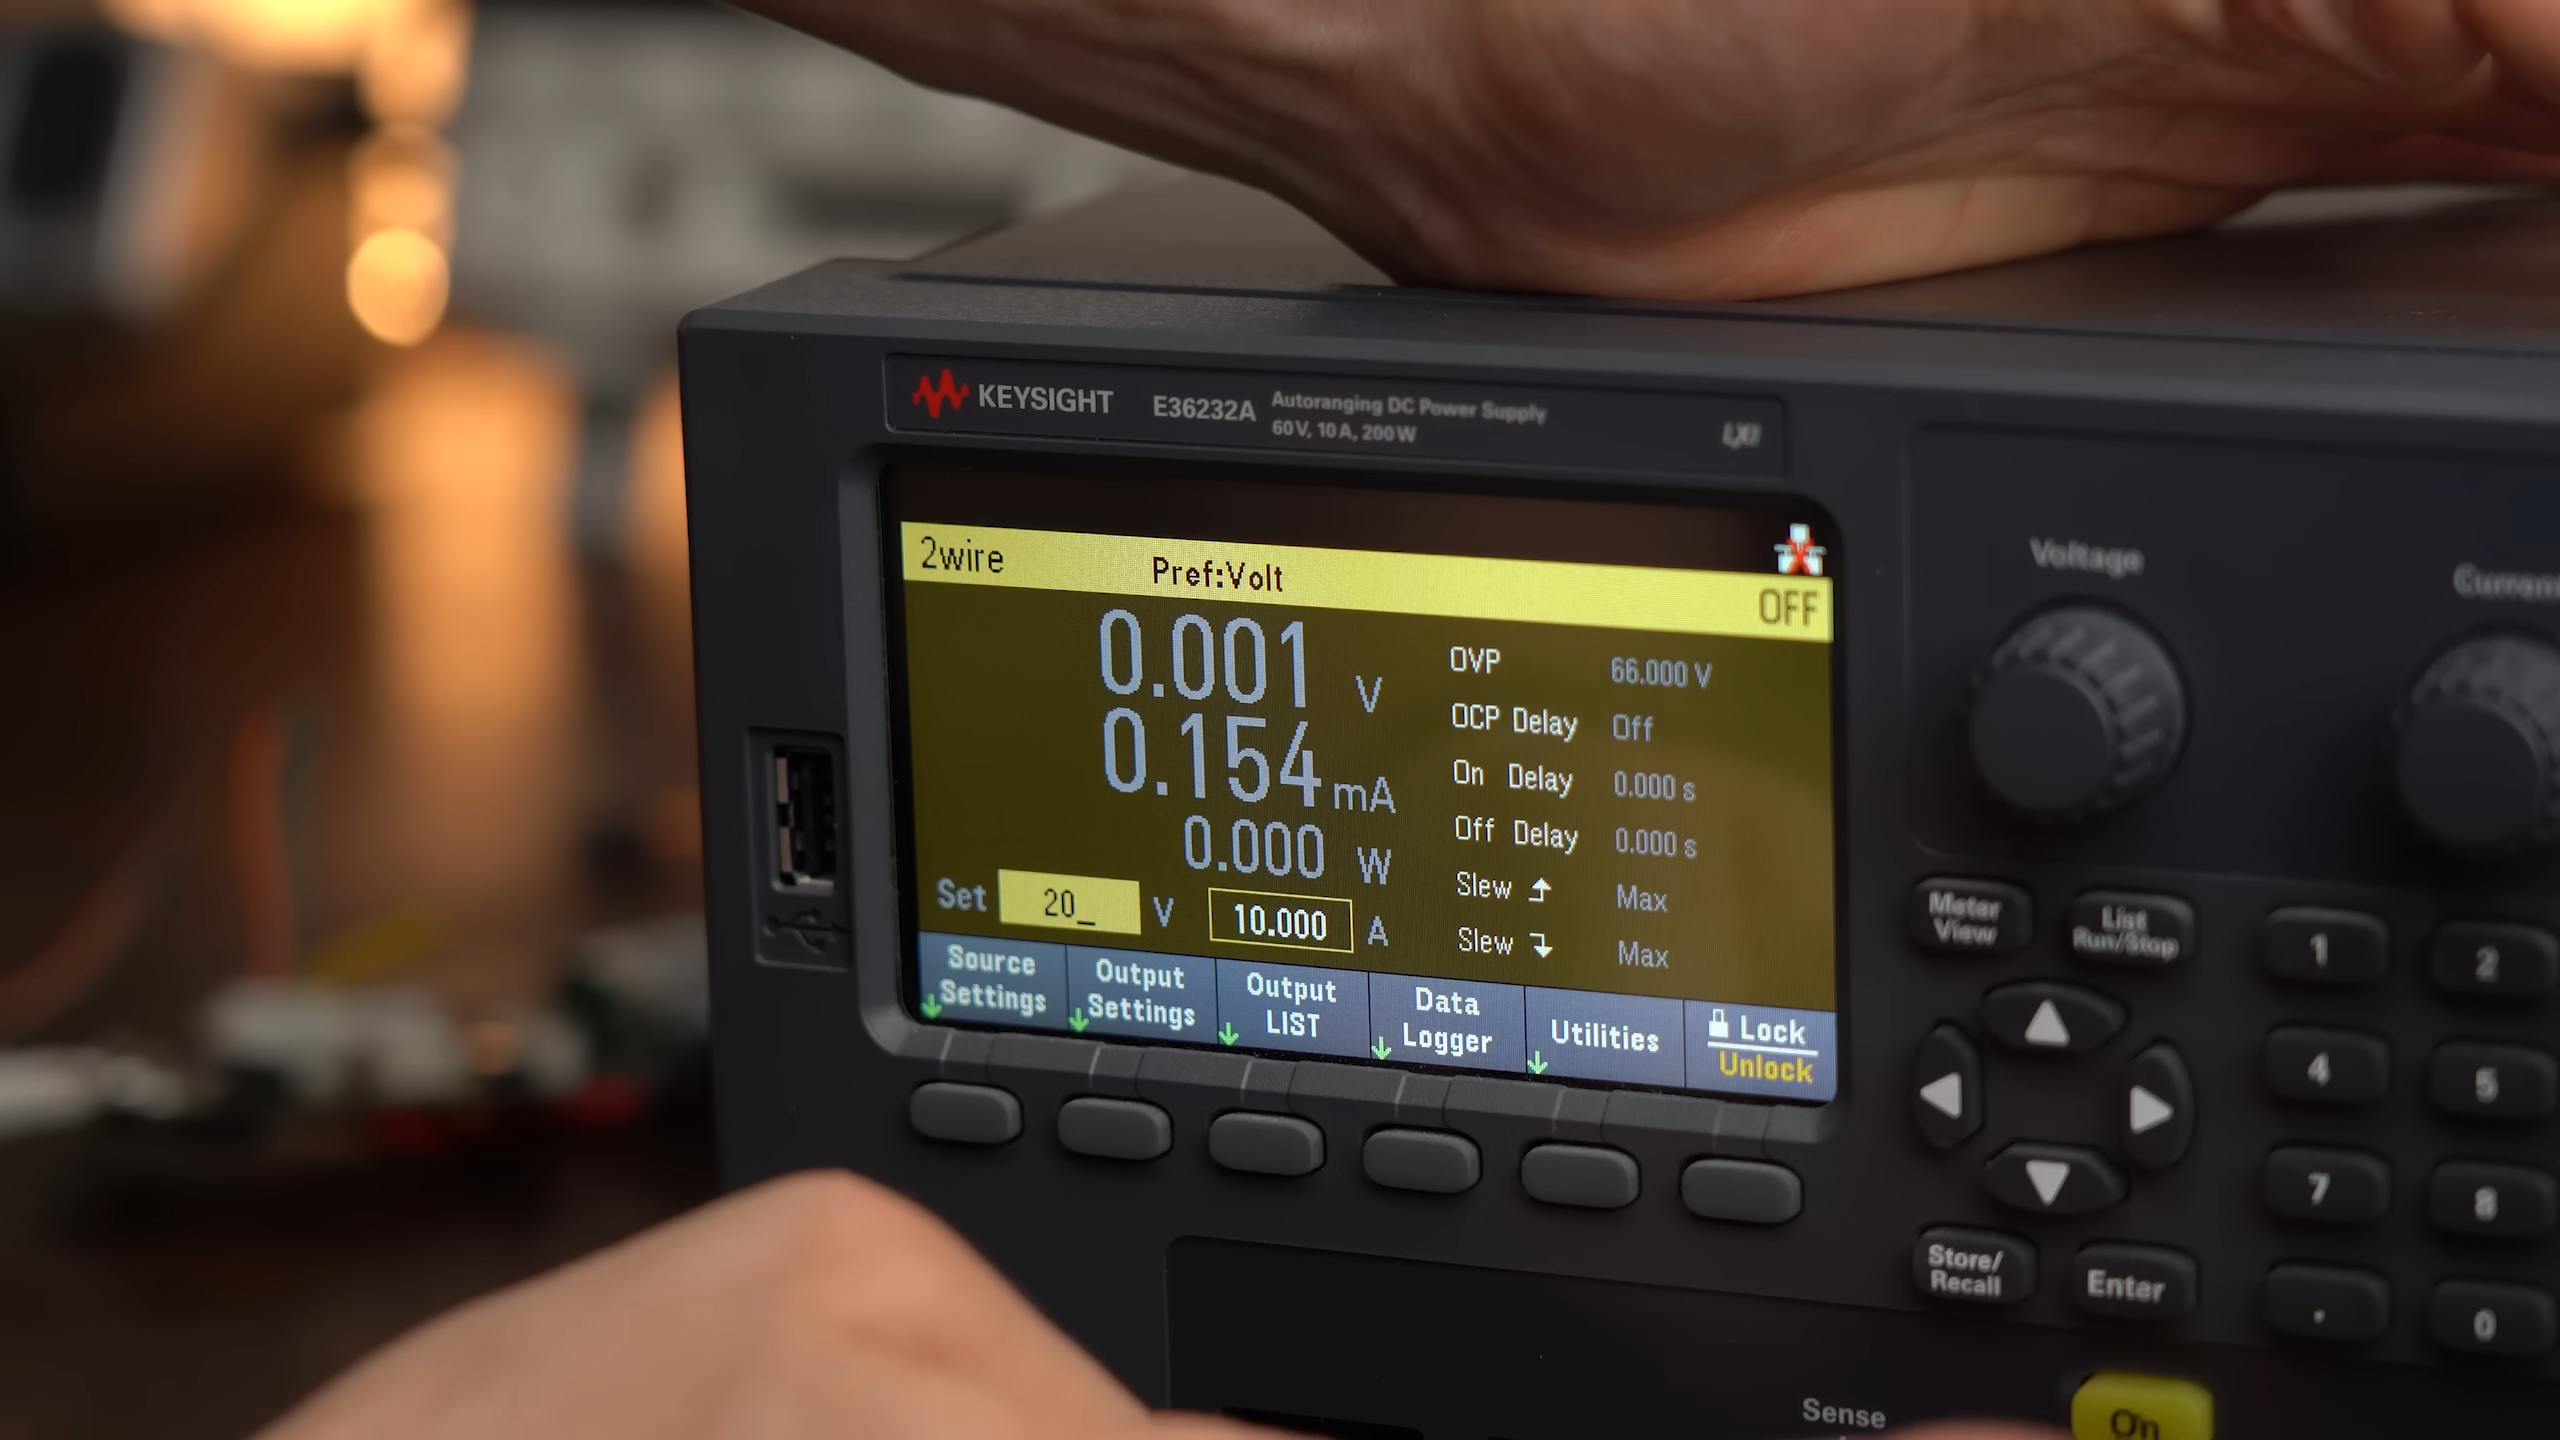 KEYSIGHT E36232A Autoranging DC Power Supply
60V, 10A, 200W
LXI
2wire Pref:Volt OFF
0.001 V
0.154 mA
0.000 W
Set 20_ V 10.000 A
OVP 66.000 V
OCP Delay Off
On Delay 0.000 s
Off Delay 0.000 s
Slew Max
Slew Max
Source
Settings
Output
Settings
Output
LIST
Data
Logger
Utilities
Lock
Unlock
Voltage
Meter
View
List
Run/Stop
Store/
Recall
Enter
1 2
4 5
7 8
. 0
Sense
On